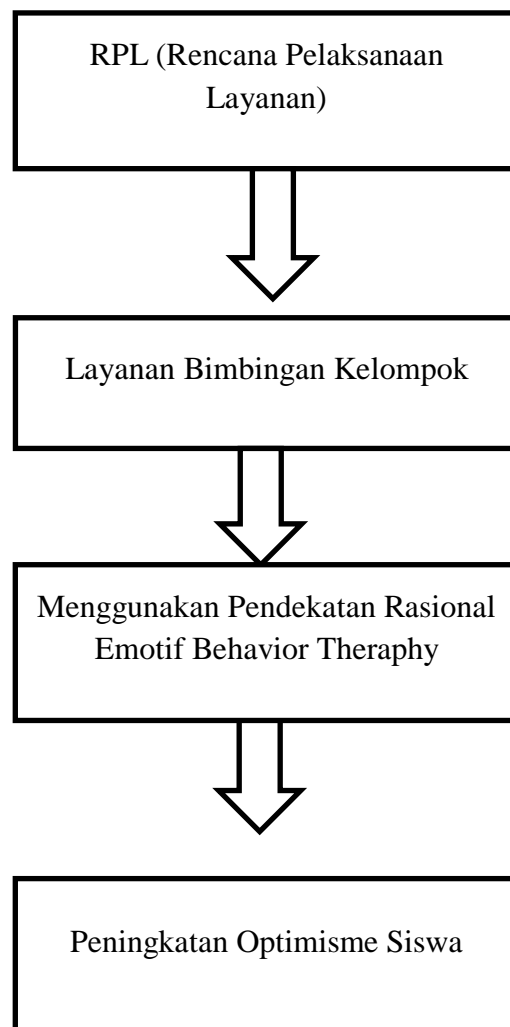 RPL (Rencana Pelaksanaan
Layanan)
Layanan Bimbingan Kelompok
Menggunakan Pendekatan Rasional
Emotif Behavior Theraphy
Peningkatan Optimisme Siswa